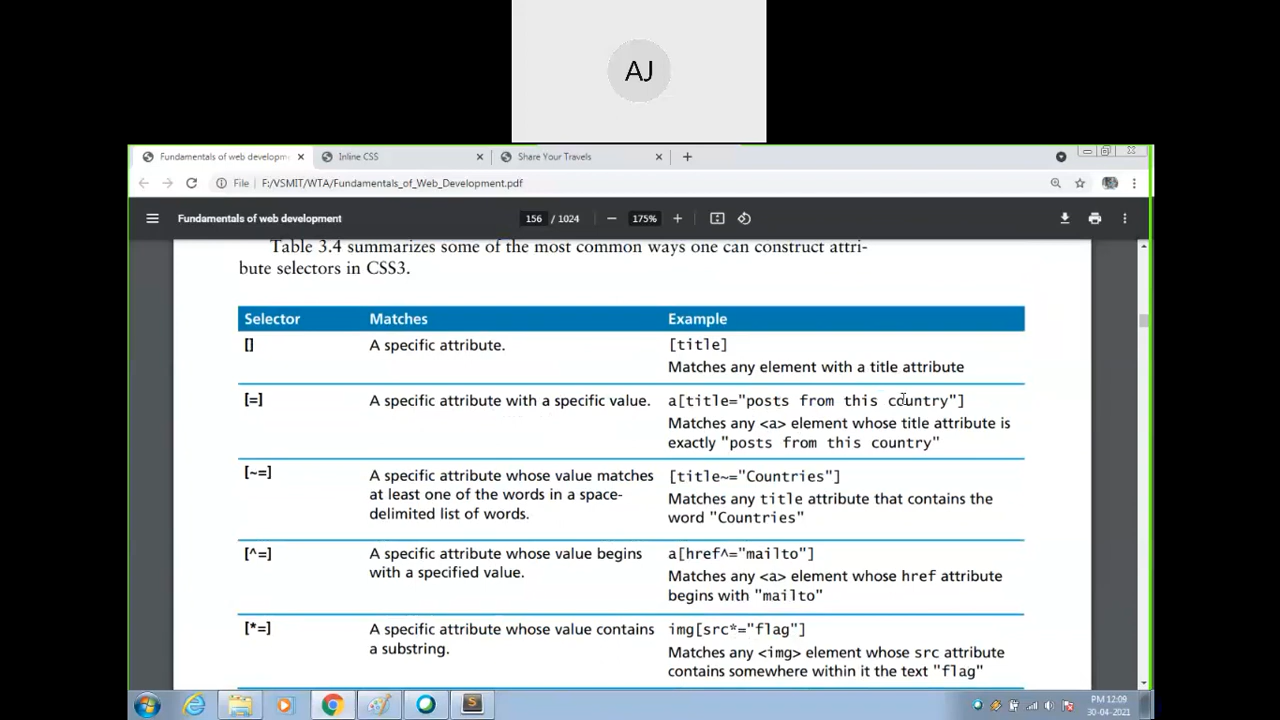 AJ
Fundamentals of web developm
Inline CSS
Share Your Travels
File
F:/VSMIT/WTA/Fundamentals_of_Web_Development.pdf
Fundamentals of web development
156 / 1024
175%
Table 3.4 summarizes some of the most common ways one can construct attri-
bute selectors in CSS3.
Selector Matches Example
[] A specific attribute. [title]
Matches any element with a title attribute
[=] A specific attribute with a specific value. a[title="posts from this country"]
Matches any <a> element whose title attribute is
exactly "posts from this country"
[~=] A specific attribute whose value matches [title~="Countries"]
at least one of the words in a space- Matches any title attribute that contains the
delimited list of words. word "Countries"
[^=] A specific attribute whose value begins a[href^="mailto"]
with a specified value. Matches any <a> element whose href attribute
begins with "mailto"
[*=] A specific attribute whose value contains img[src*="flag"]
a substring. Matches any <img> element whose src attribute
contains somewhere within it the text "flag"
PM 12:09
30-04-2021